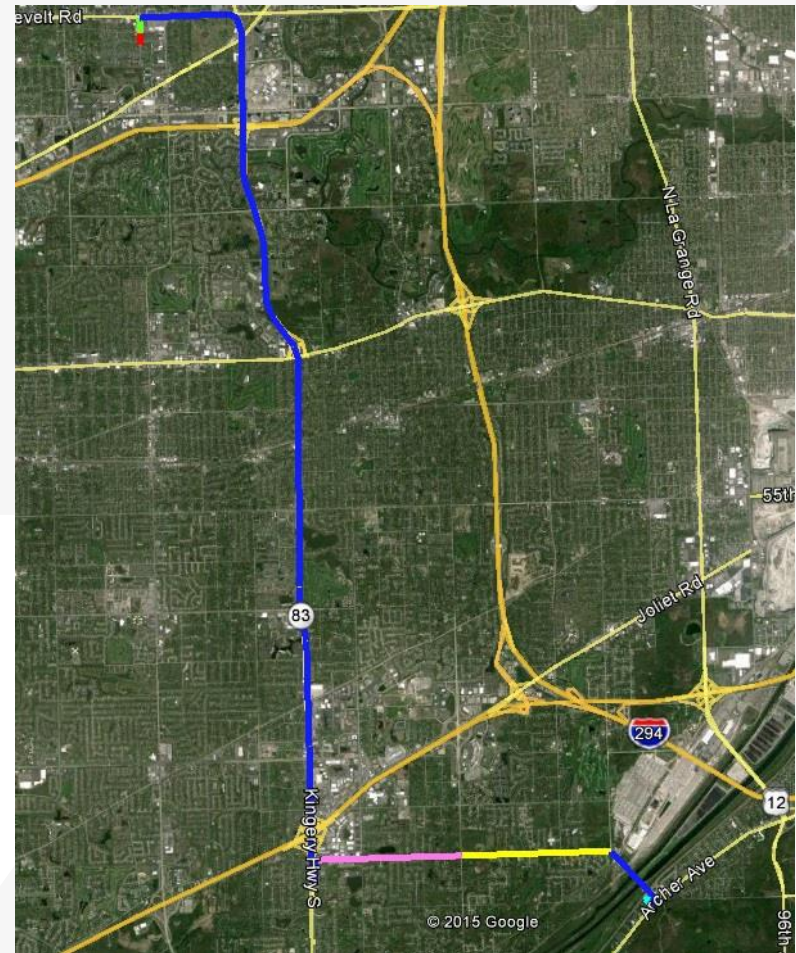 evelt Rd
N La Grange Rd
55th
Joliet Rd
83
294
Kingery Hwy S
12
Archer Ave
© 2015 Google
96th